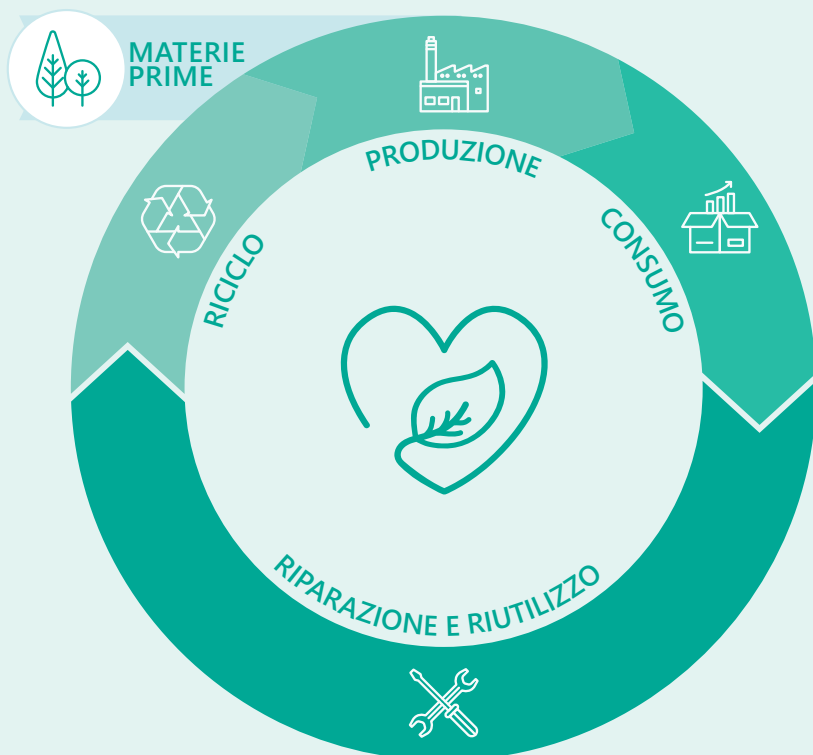 MATERIE
PRIME
PRODUZIONE
CONSUMO
RIPARAZIONE E RIUTILIZZO
RICICLO